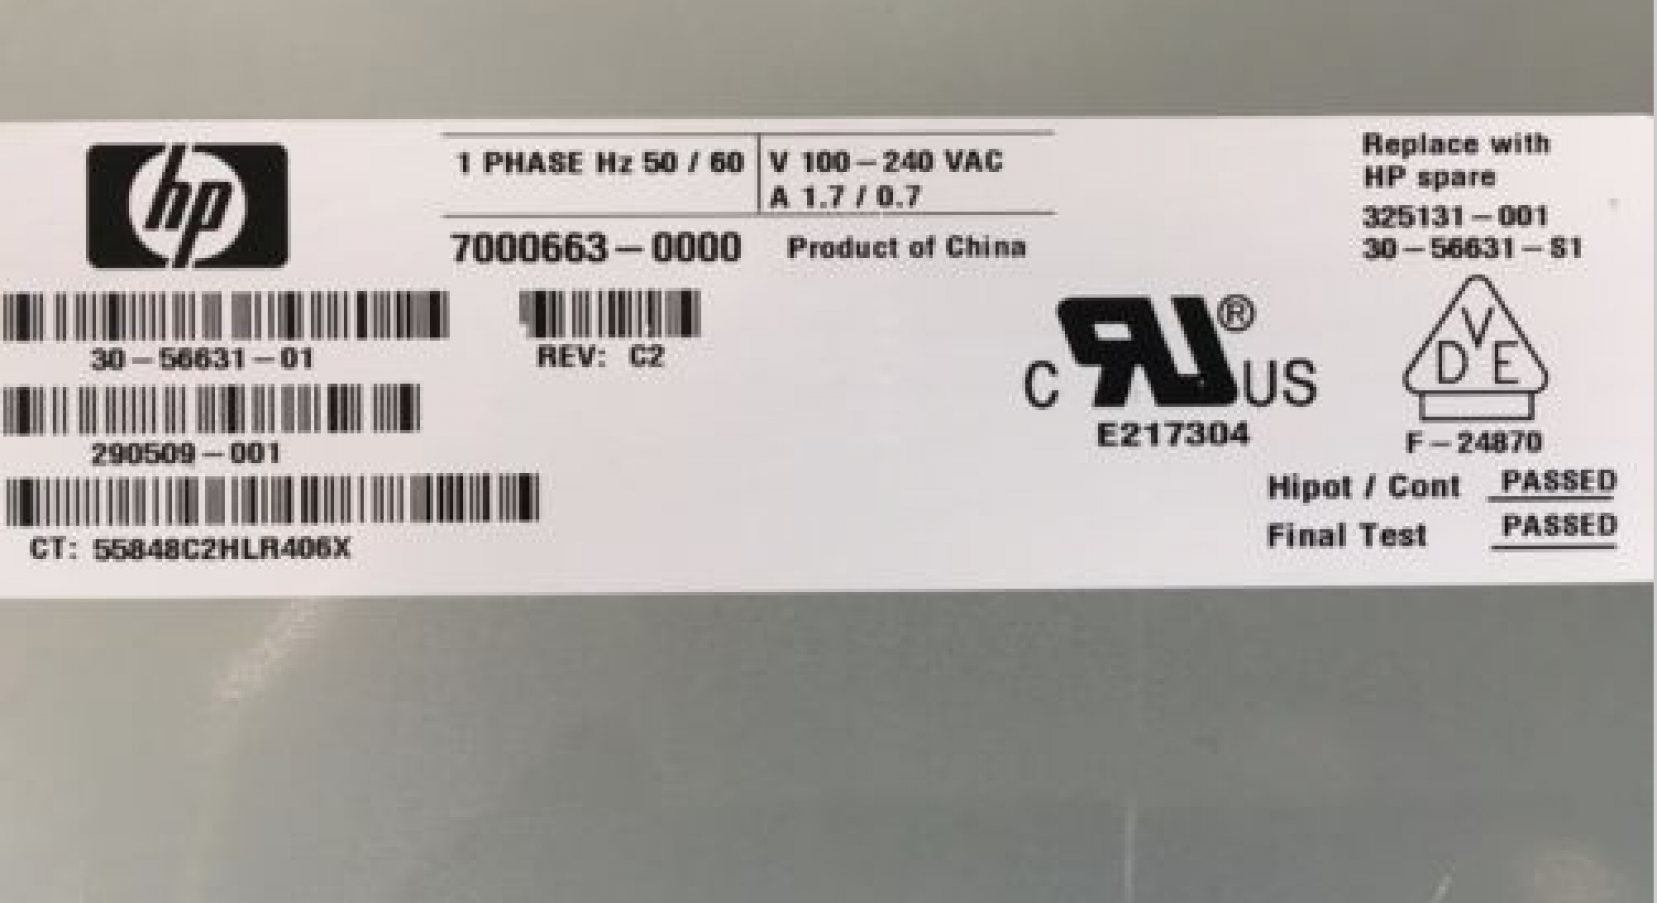 hp
1 PHASE Hz 50 / 60
V 100-240 VAC
A 1.7 / 0.7
7000663-0000
Product of China
Replace with
HP spare
325131-001
30-56631-S1
30-56631-01
REV: C2
290509-001
CT: 55848C2HLR406X
C RU® US
E217304
VDE
F-24870
Hipot / Cont PASSED
Final Test PASSED